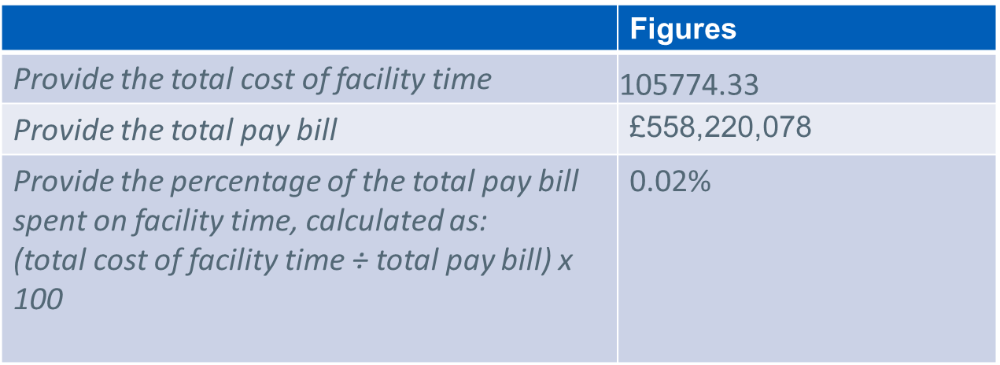 Figures
Provide the total cost of facility time
105774.33
Provide the total pay bill
£558,220,078
Provide the percentage of the total pay bill
spent on facility time, calculated as:
(total cost of facility time ÷ total pay bill) x
100
0.02%